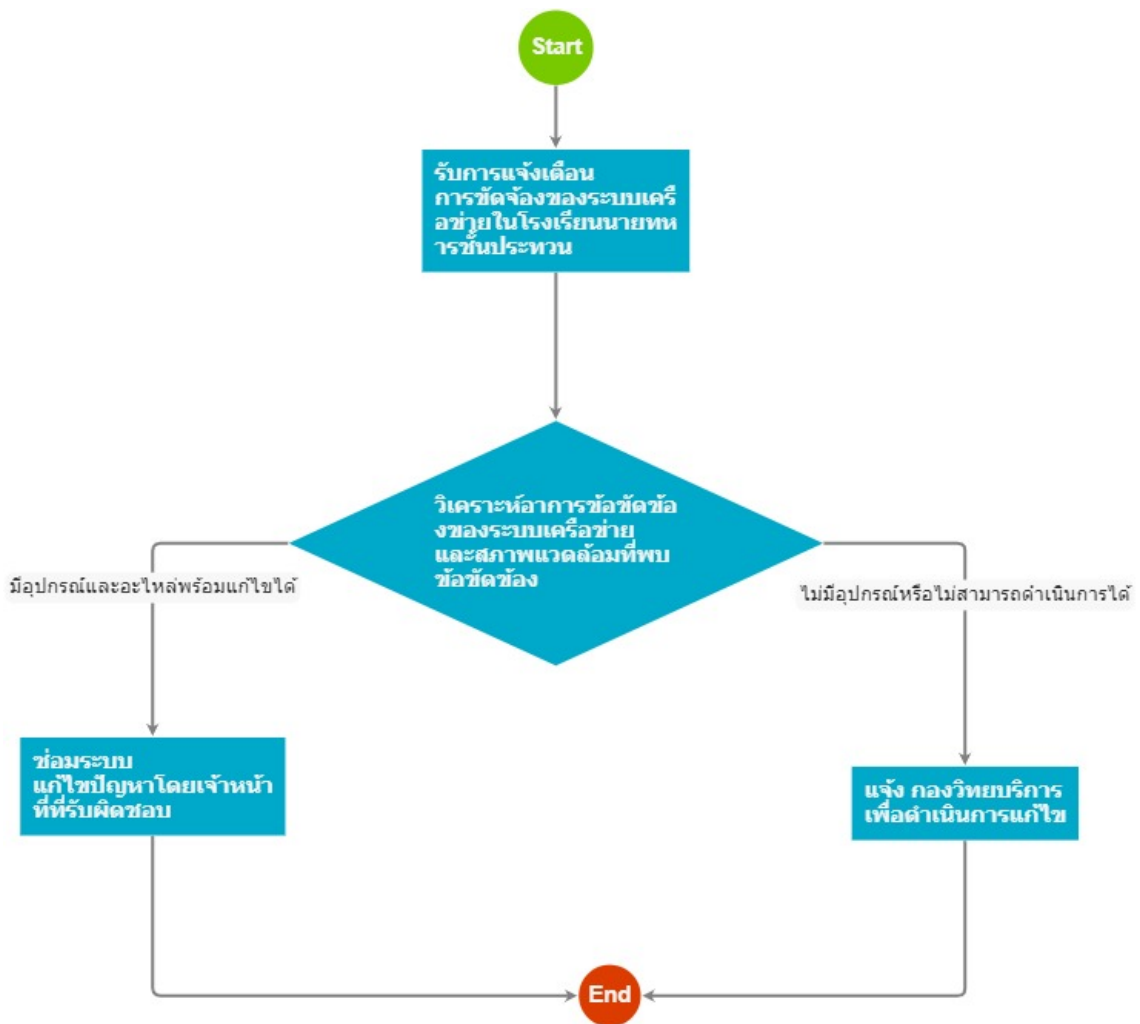 Start
รับการแจ้งเตือน
การขัดจ้องของระบบเครื
อข่ายในโรงเรียนนายทห
ารชั้นประทวน
วิเคราะห์อาการข้อขัดข้อ
งของระบบเครือข่าย
และสภาพแวดล้อมที่พบ
ข้อขัดข้อง
มีอุปกรณ์และอะไหล่พร้อมแก้ไขได้
ไม่มีอุปกรณ์หรือไม่สามารถดำเนินการได้
ซ่อมระบบ
แก้ไขปัญหาโดยเจ้าหน้า
ที่ที่รับผิดชอบ
แจ้ง กองวิทยบริการ
เพื่อดำเนินการแก้ไข
End